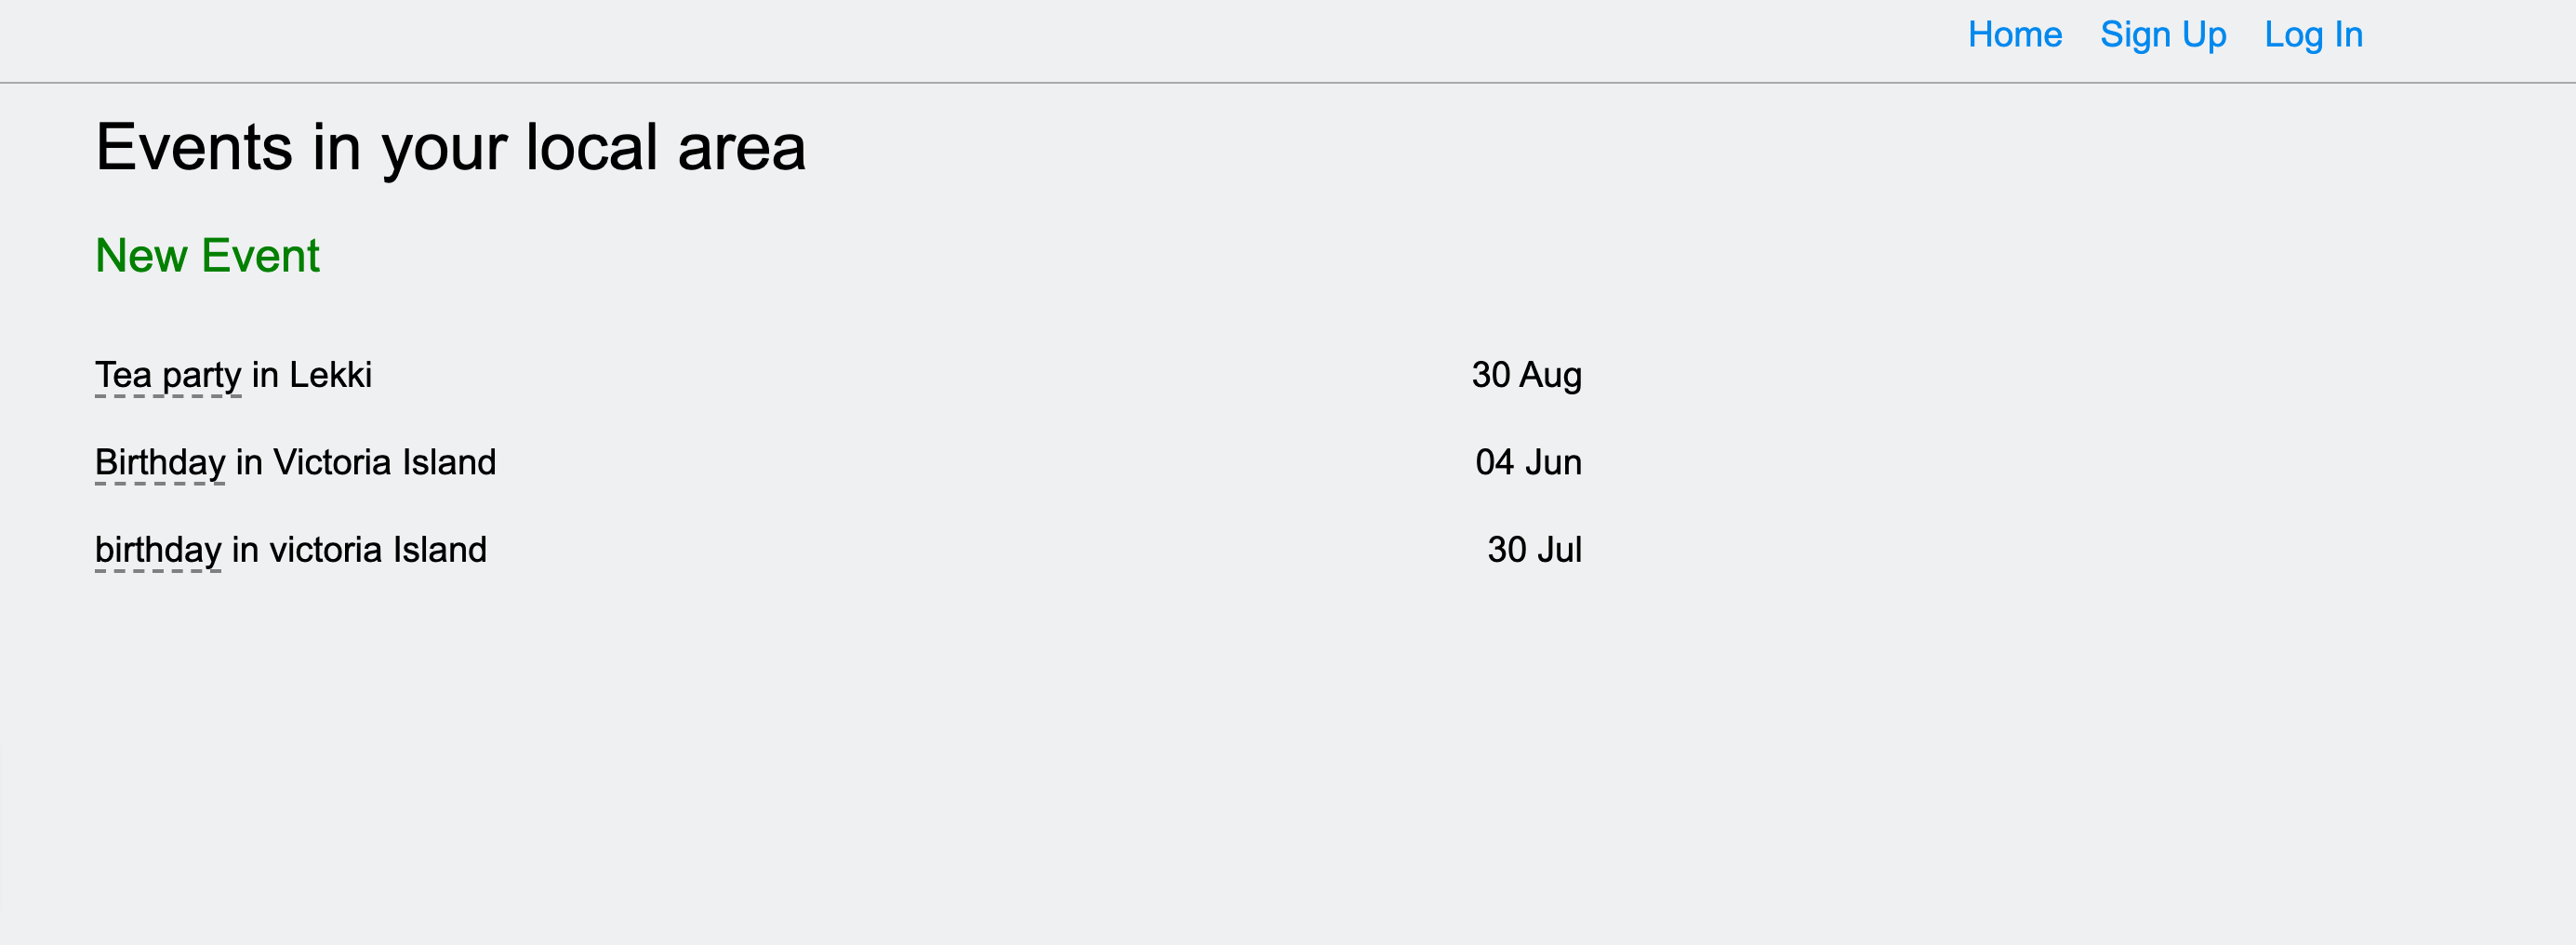 Home Sign Up Log In
Events in your local area
New Event
Tea party in Lekki 30 Aug
Birthday in Victoria Island 04 Jun
birthday in victoria Island 30 Jul